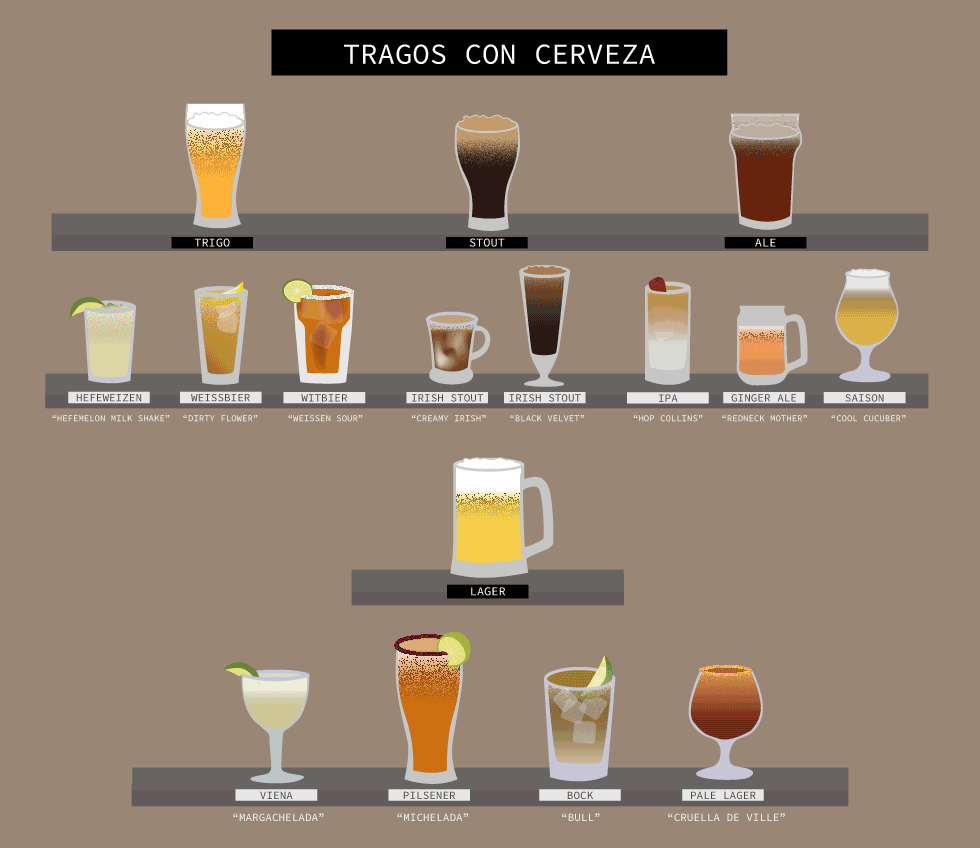 TRAGOS CON CERVEZA
TRIGO STOUT ALE
HEFEWEIZEN WEISSBIER WITBIER IRISH STOUT IRISH STOUT IPA GINGER ALE SAISON
“HEFEMELON MILK SHAKE” “DIRTY FLOWER” “WEISSEN SOUR” “CREAMY IRISH” “BLACK VELVET” “HOP COLLINS” “REDNECK MOTHER” “COOL CUCUBER”
LAGER
VIENA PILSENER BOCK PALE LAGER
“MARGACHELADA” “MICHELADA” “BULL” “CRUELLA DE VILLE”